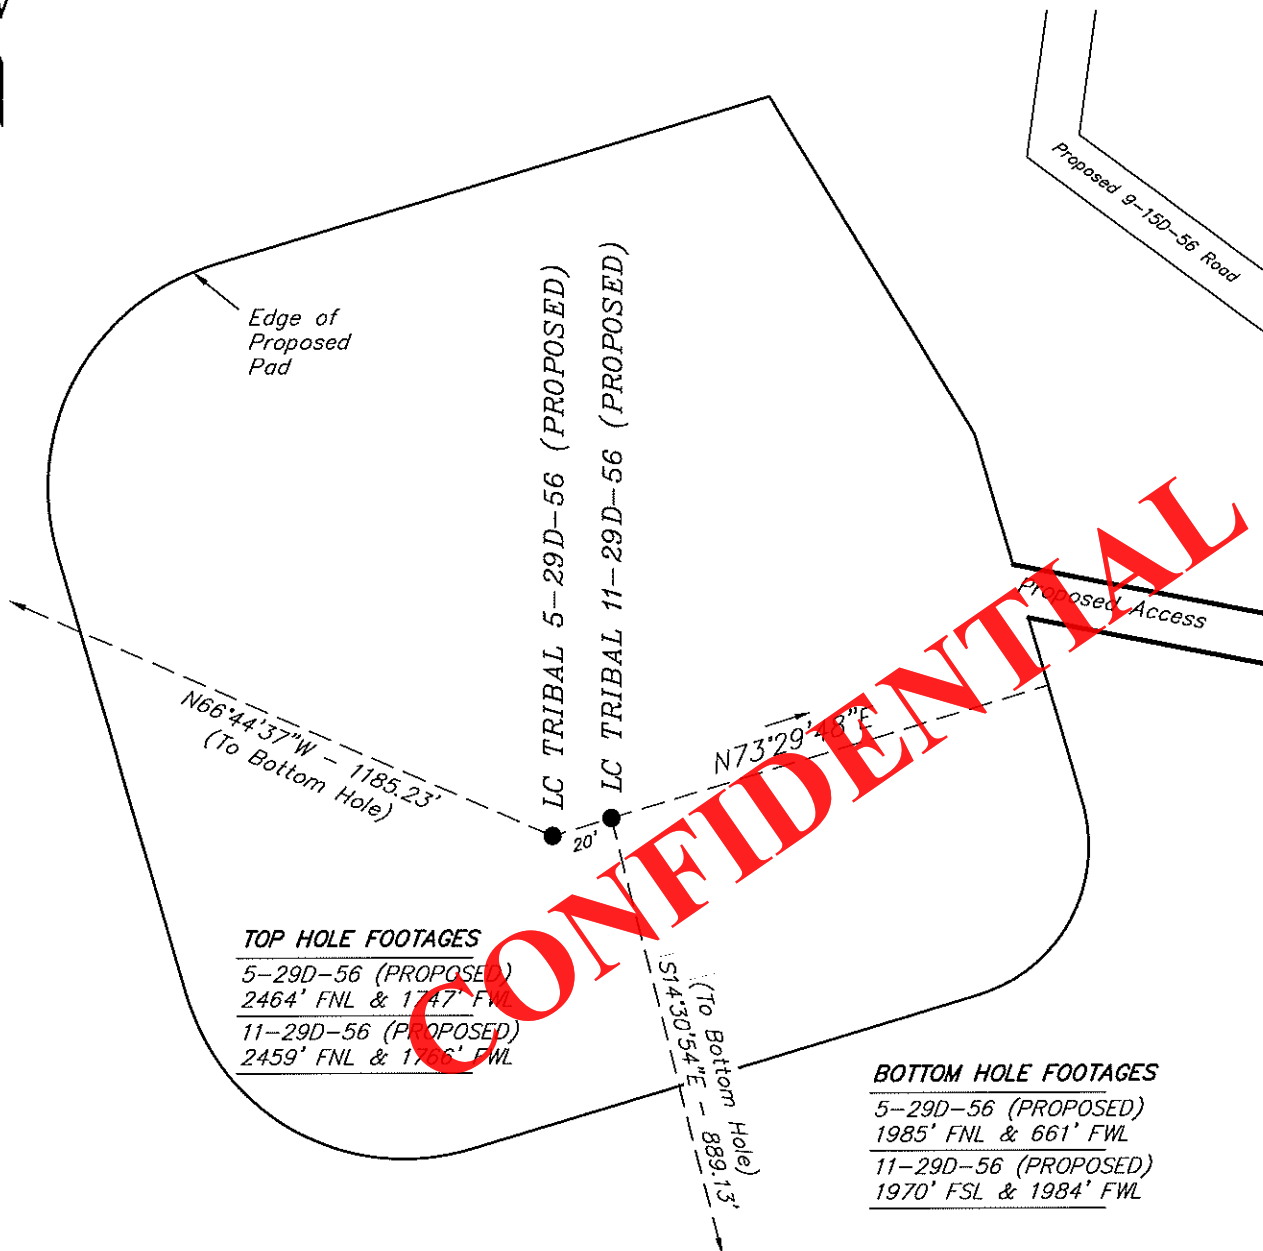 Proposed 9-15D-56 Road
Edge of
Proposed
Pad
LC TRIBAL 5-29D-56 (PROPOSED)
LC TRIBAL 11-29D-56 (PROPOSED)
Proposed Access
N66°44'37"W - 1185.23'
(To Bottom Hole)
N73°29'48"E
20'
CONFIDENTIAL
S14°30'54"E - 889.13'
(To Bottom Hole)
TOP HOLE FOOTAGES
5-29D-56 (PROPOSED)
2464' FNL & 1747' FWL
11-29D-56 (PROPOSED)
2459' FNL & 1766' FWL
BOTTOM HOLE FOOTAGES
5-29D-56 (PROPOSED)
1985' FNL & 661' FWL
11-29D-56 (PROPOSED)
1970' FSL & 1984' FWL